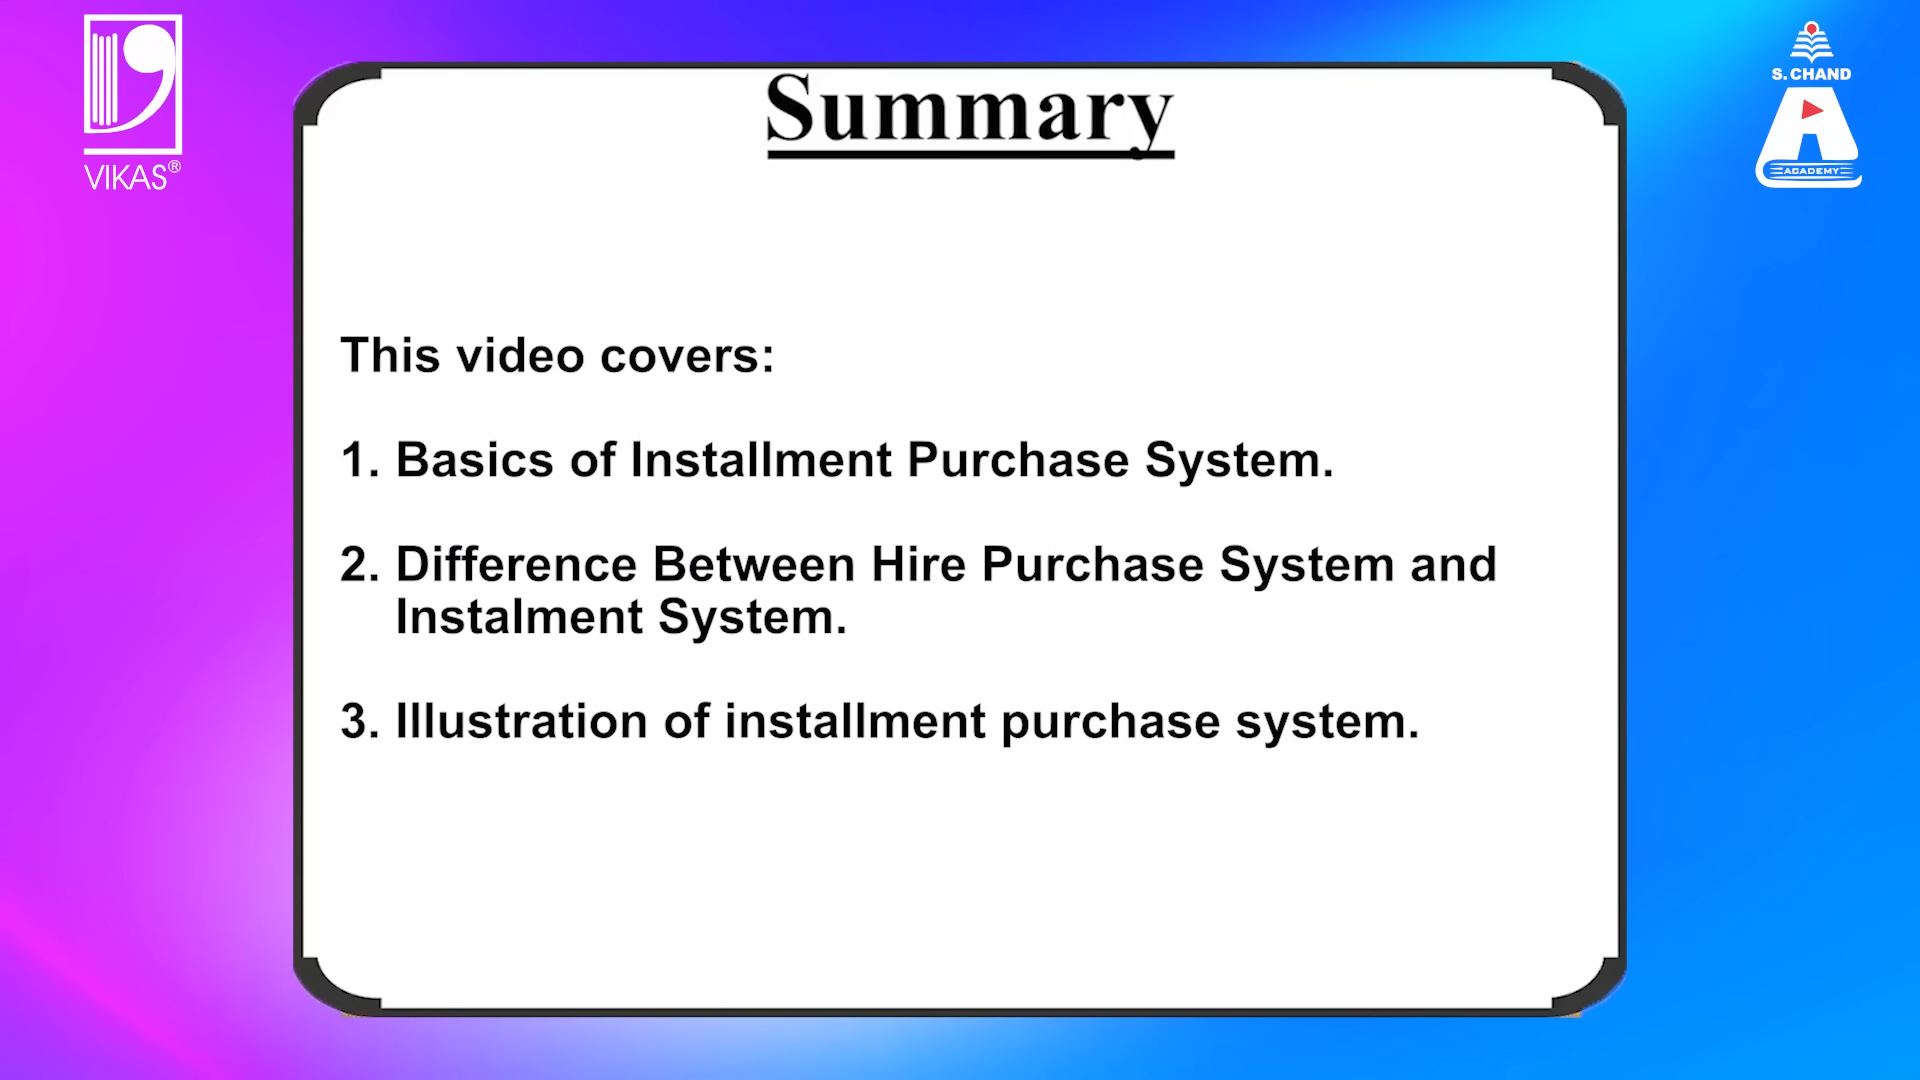 VIKAS®
S. CHAND
ACADEMY
Summary
This video covers:
1. Basics of Installment Purchase System.
2. Difference Between Hire Purchase System and
Instalment System.
3. Illustration of installment purchase system.